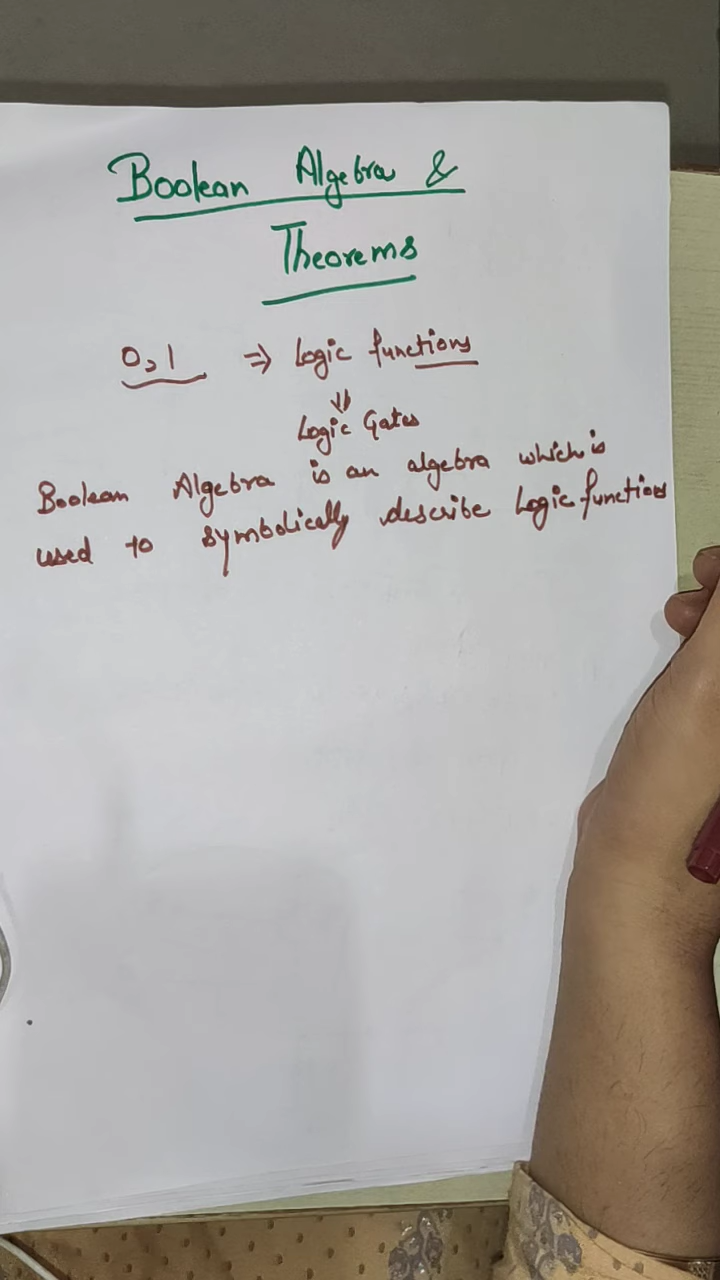 Boolean Algebra &
Theorems
0,1 ⇒ Logic functions
⇓
Logic Gates
Boolean Algebra is an algebra which is
used to symbolically describe Logic functions